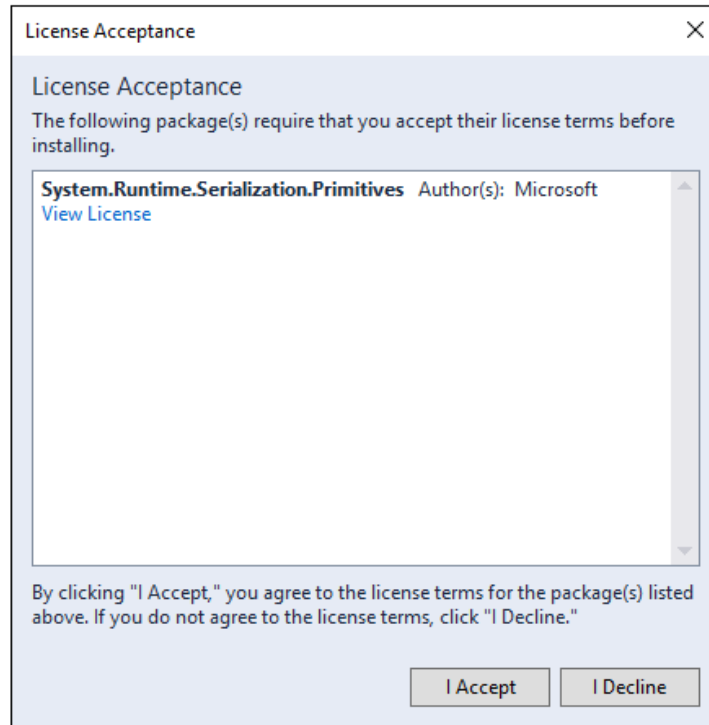 License Acceptance
License Acceptance
The following package(s) require that you accept their license terms before
installing.
System.Runtime.Serialization.Primitives Author(s): Microsoft
View License
By clicking "I Accept," you agree to the license terms for the package(s) listed
above. If you do not agree to the license terms, click "I Decline."
I Accept I Decline